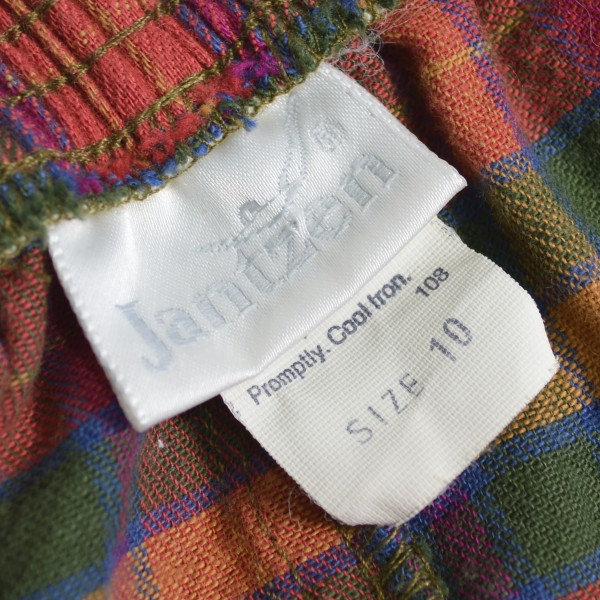 Jantzen
Promptly. Cool Iron.
108
SIZE 10